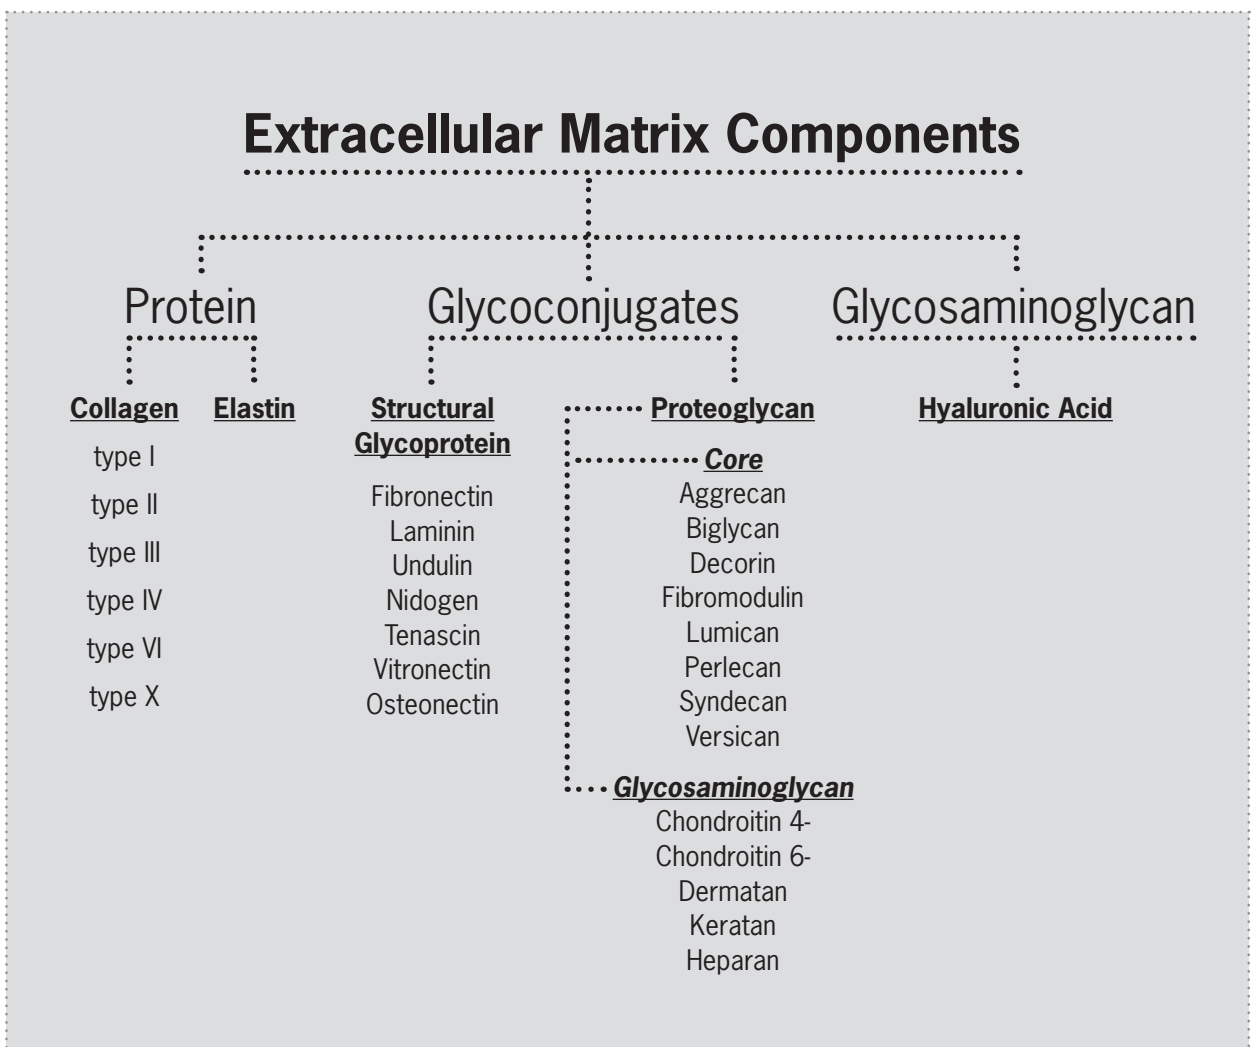 Extracellular Matrix Components
Protein
Glycoconjugates
Glycosaminoglycan
Collagen
type I
type II
type III
type IV
type VI
type X
Elastin
Structural
Glycoprotein
Fibronectin
Laminin
Undulin
Nidogen
Tenascin
Vitronectin
Osteonectin
Proteoglycan
Core
Aggrecan
Biglycan
Decorin
Fibromodulin
Lumican
Perlecan
Syndecan
Versican
Glycosaminoglycan
Chondroitin 4-
Chondroitin 6-
Dermatan
Keratan
Heparan
Hyaluronic Acid